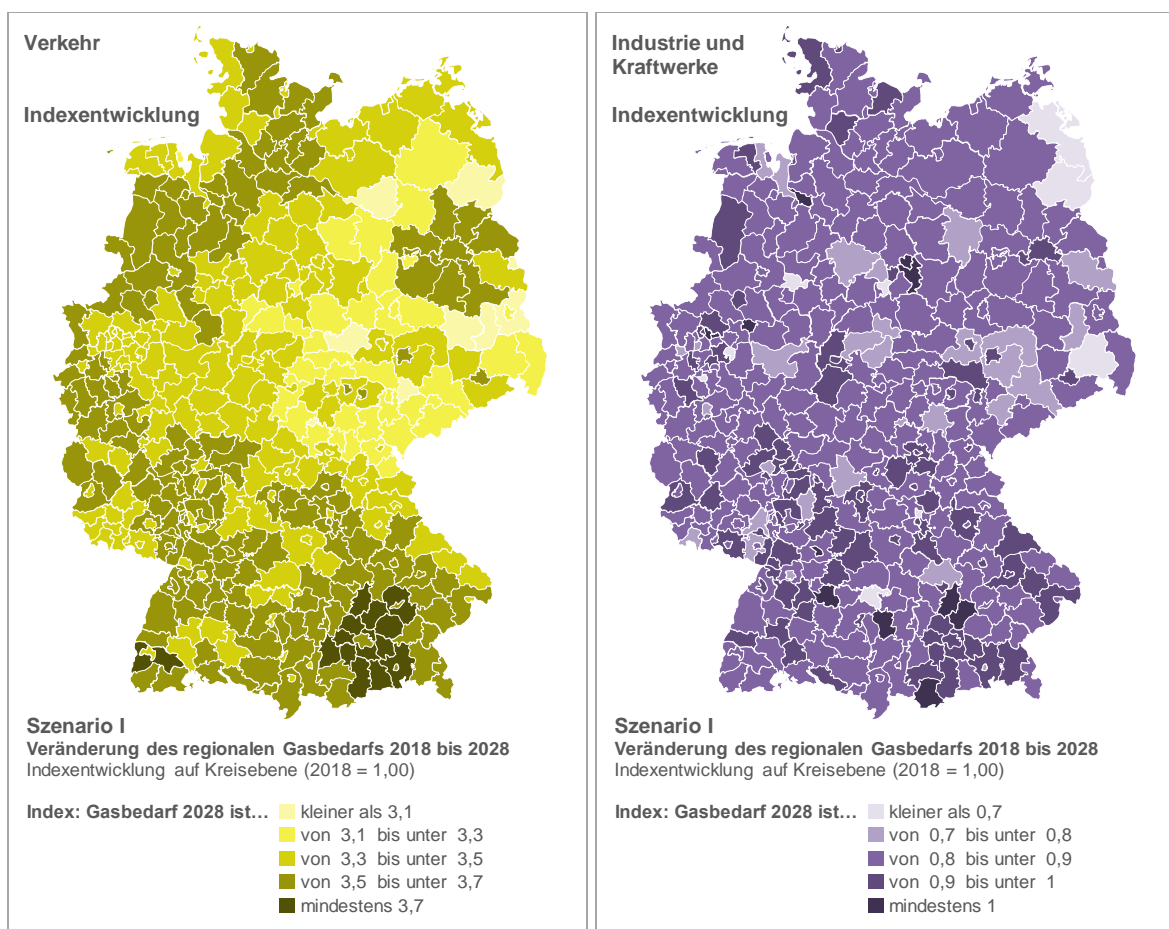 Verkehr
Indexentwicklung
Szenario I
Veränderung des regionalen Gasbedarfs 2018 bis 2028
Indexentwicklung auf Kreisebene (2018 = 1,00)
Index: Gasbedarf 2028 ist…
kleiner als 3,1
von 3,1 bis unter 3,3
von 3,3 bis unter 3,5
von 3,5 bis unter 3,7
mindestens 3,7
Industrie und
Kraftwerke
Indexentwicklung
Szenario I
Veränderung des regionalen Gasbedarfs 2018 bis 2028
Indexentwicklung auf Kreisebene (2018 = 1,00)
Index: Gasbedarf 2028 ist…
kleiner als 0,7
von 0,7 bis unter 0,8
von 0,8 bis unter 0,9
von 0,9 bis unter 1
mindestens 1